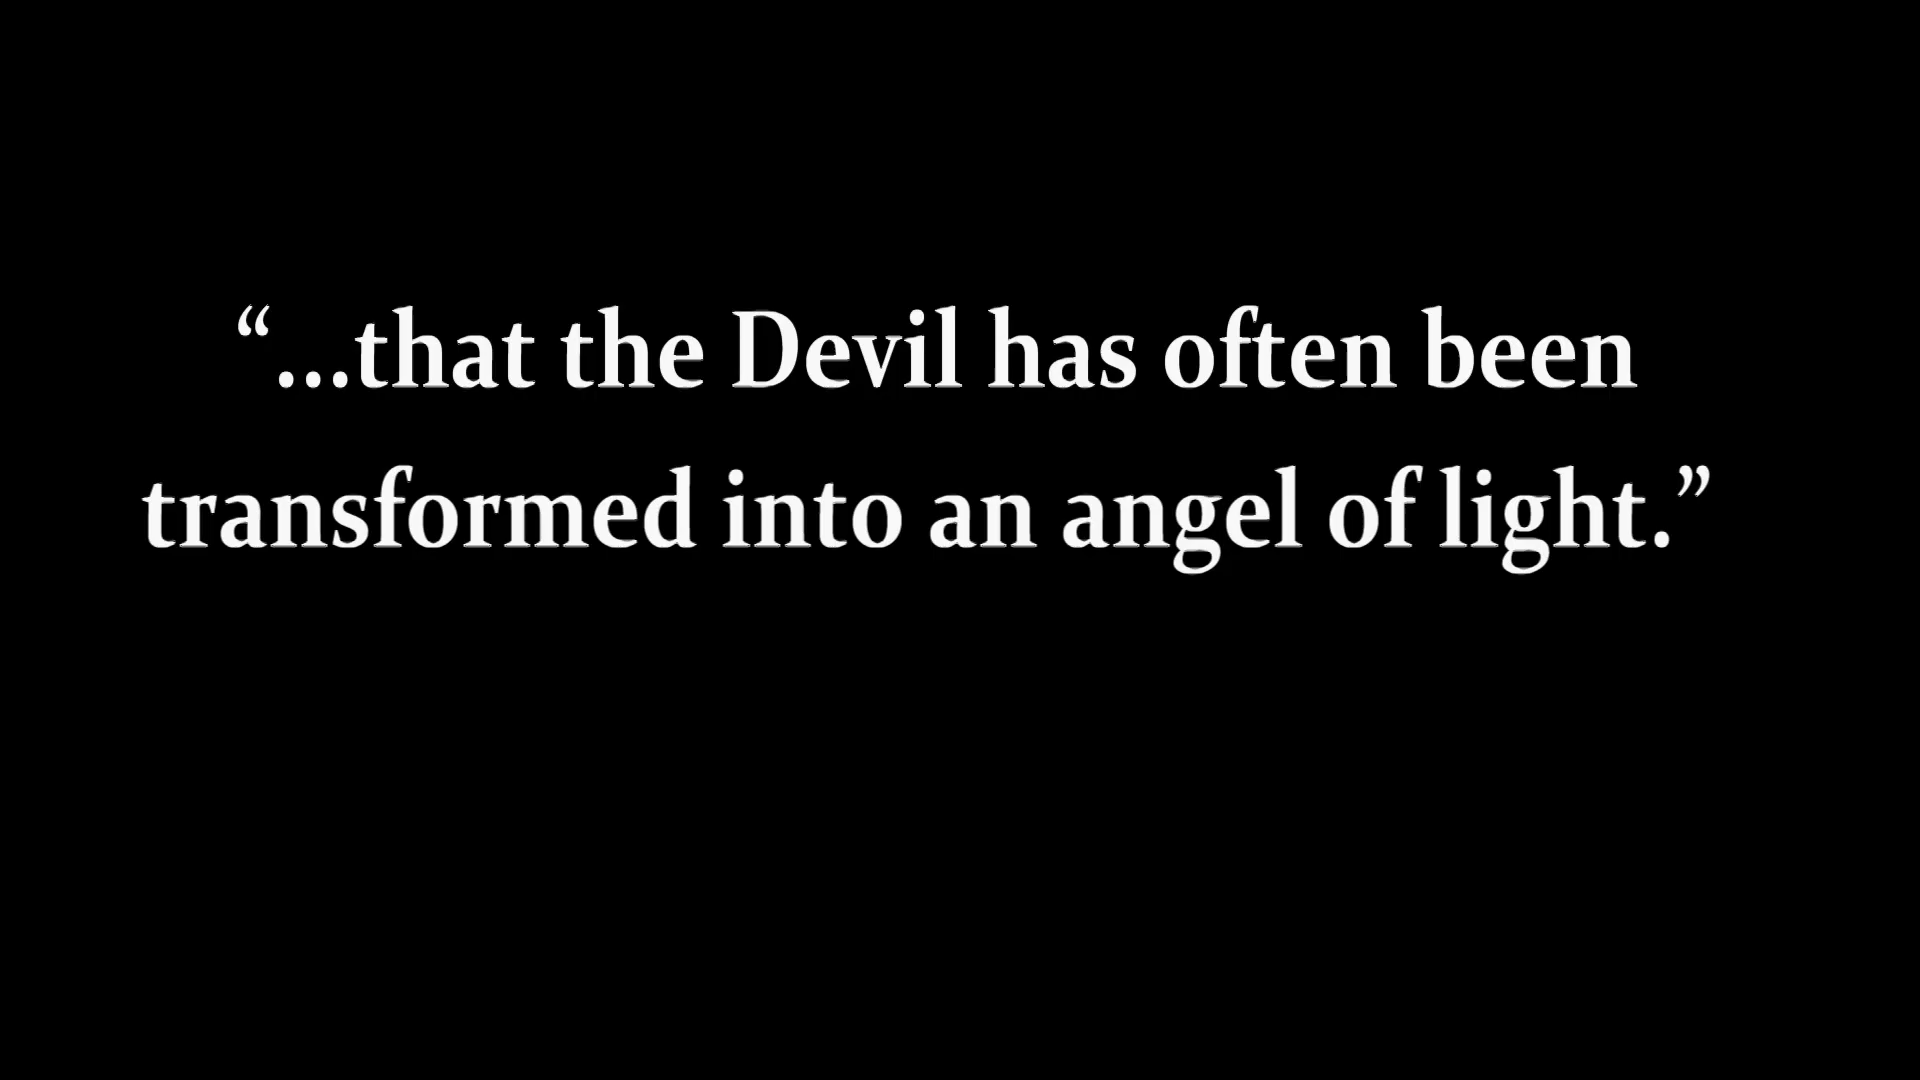 “...that the Devil has often been
transformed into an angel of light.”